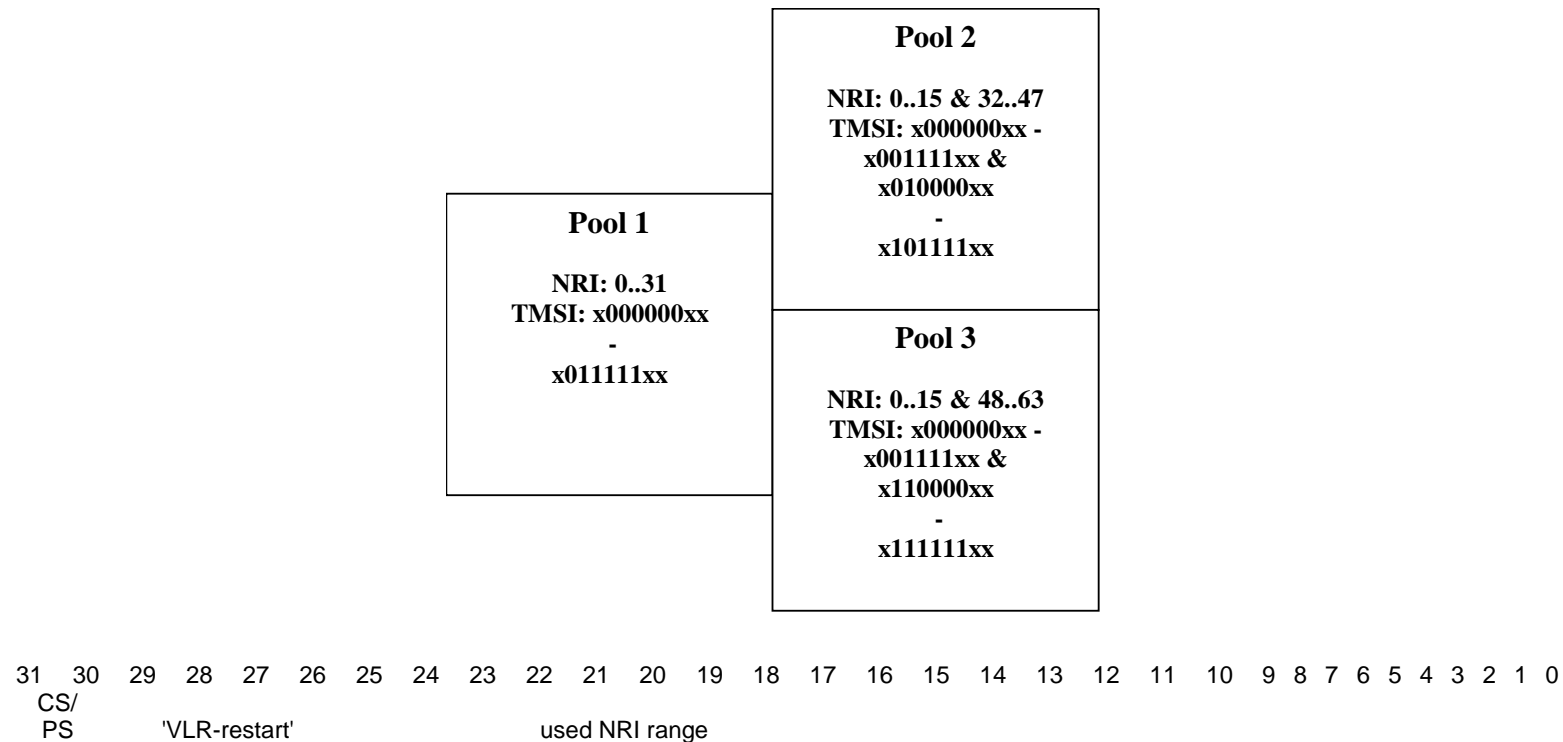 Pool 2
NRI: 0..15 & 32..47
TMSI: x000000xx -
x001111xx &
x010000xx
-
x101111xx
Pool 1
NRI: 0..31
TMSI: x000000xx
-
x011111xx
Pool 3
NRI: 0..15 & 48..63
TMSI: x000000xx -
x001111xx &
x110000xx
-
x111111xx
31 30 29 28 27 26 25 24 23 22 21 20 19 18 17 16 15 14 13 12 11 10 9 8 7 6 5 4 3 2 1 0
CS/
PS 'VLR-restart' used NRI range